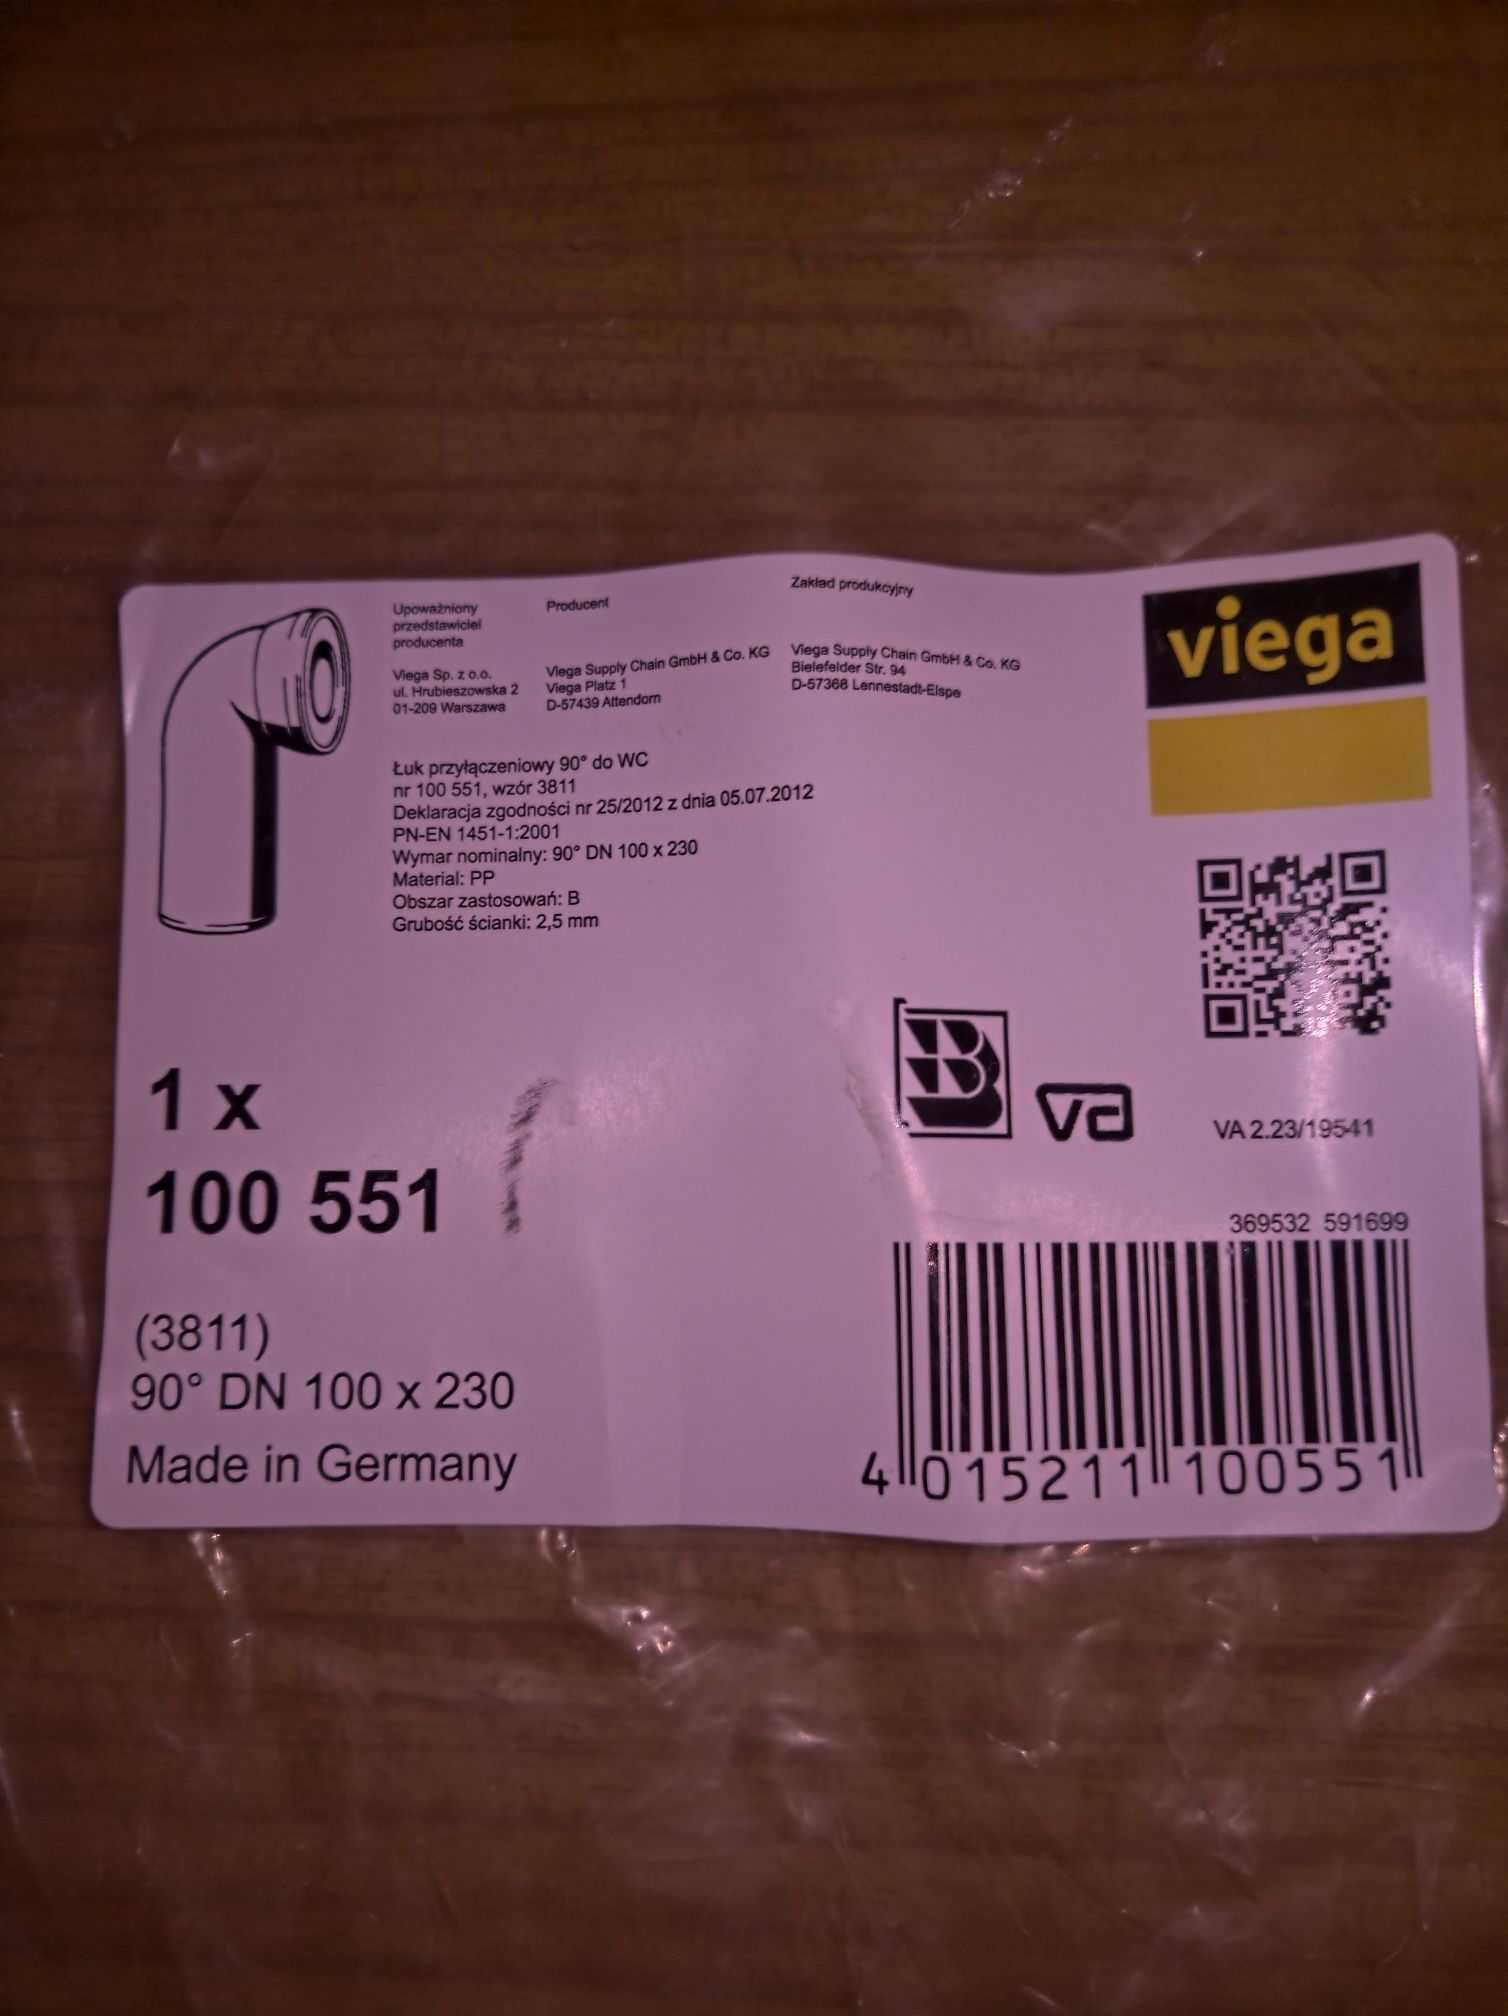 Upoważniony
przedstawiciel
producenta
Viega Sp. z o.o.
ul. Hrubieszowska 2
01-209 Warszawa
Producent
Viega Supply Chain GmbH & Co. KG
Viega Platz 1
D-57439 Attendorn
Zakład produkcyjny
Viega Supply Chain GmbH & Co. KG
Bielefelder Str. 94
D-57368 Lennestadt-Elspe
viega
Łuk przyłączeniowy 90° do WC
nr 100 551, wzór 3811
Deklaracja zgodności nr 25/2012 z dnia 05.07.2012
PN-EN 1451-1:2001
Wymar nominalny: 90° DN 100 x 230
Material: PP
Obszar zastosowań: B
Grubość ścianki: 2,5 mm
1 x
100 551
(3811)
90° DN 100 x 230
Made in Germany
B
va
VA 2.23/19541
369532 591699
4 015211 100551